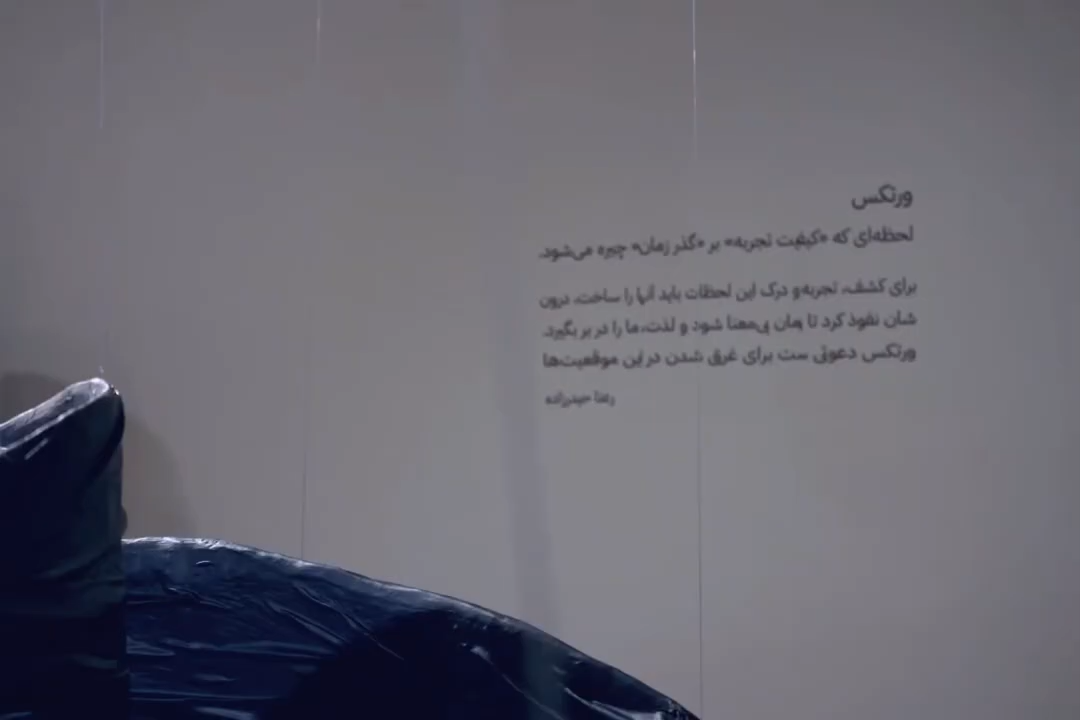 ورتکس
لحظه‌ای که «کیفیت تجربه» بر «گذر زمان» چیره می‌شود.
برای کشف، تجربه و درک این لحظات باید آنها را ساخت، درون
شان نفوذ کرد تا زمان بی‌معنا شود و لذت، ما را در بر بگیرد.
ورتکس دعوتی ست برای غرق شدن در این موقعیت‌ها
رعنا حیدرزاده